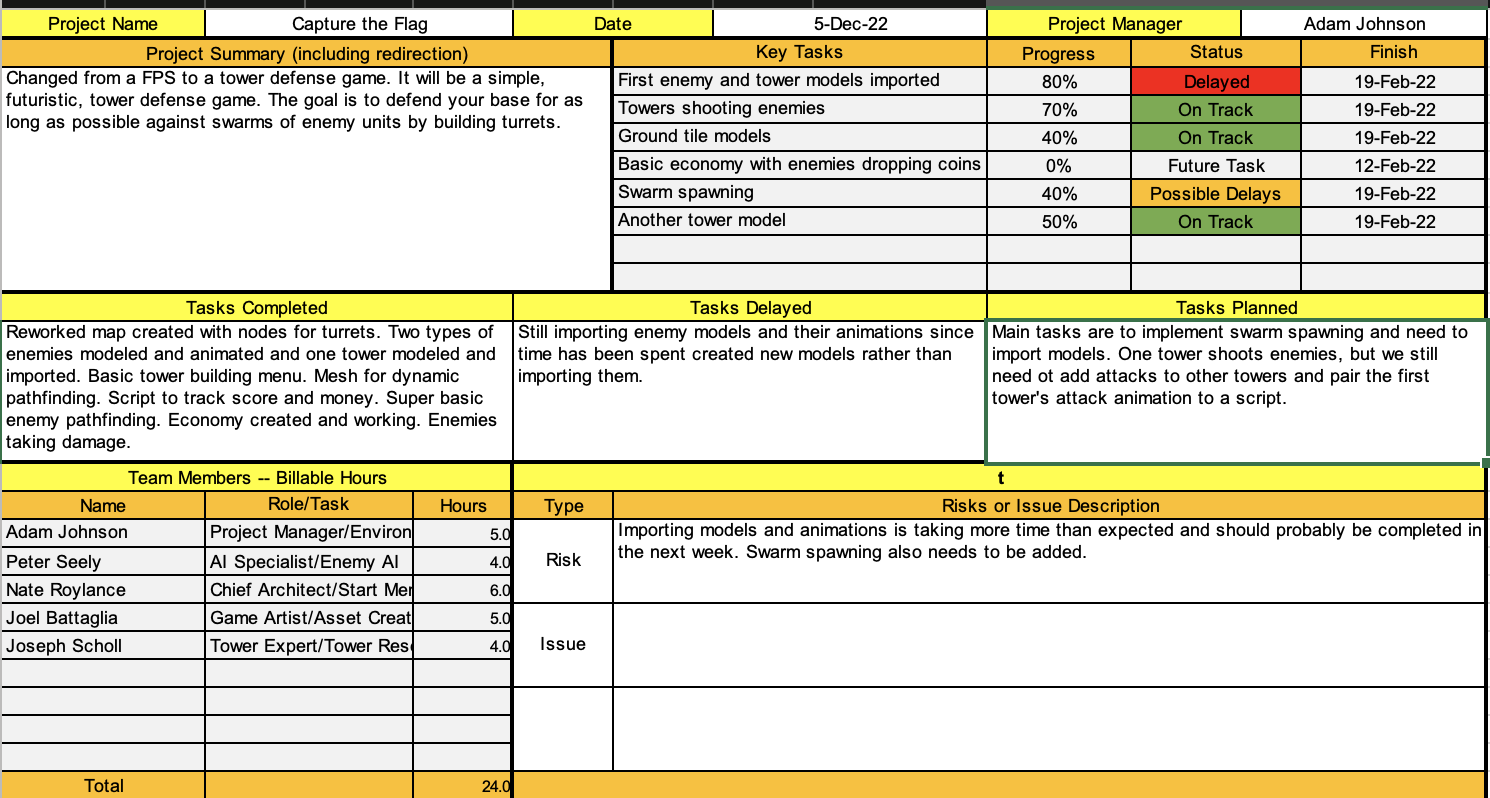 Project Name Capture the Flag Date 5-Dec-22 Project Manager Adam Johnson
Project Summary (including redirection) Key Tasks Progress Status Finish
Changed from a FPS to a tower defense game. It will be a simple,
futuristic, tower defense game. The goal is to defend your base for as
long as possible against swarms of enemy units by building turrets.
First enemy and tower models imported 80% Delayed 19-Feb-22
Towers shooting enemies 70% On Track 19-Feb-22
Ground tile models 40% On Track 19-Feb-22
Basic economy with enemies dropping coins 0% Future Task 12-Feb-22
Swarm spawning 40% Possible Delays 19-Feb-22
Another tower model 50% On Track 19-Feb-22
Tasks Completed
Reworked map created with nodes for turrets. Two types of
enemies modeled and animated and one tower modeled and
imported. Basic tower building menu. Mesh for dynamic
pathfinding. Script to track score and money. Super basic
enemy pathfinding. Economy created and working. Enemies
taking damage.
Tasks Delayed
Still importing enemy models and their animations since
time has been spent created new models rather than
importing them.
Tasks Planned
Main tasks are to implement swarm spawning and need to
import models. One tower shoots enemies, but we still
need ot add attacks to other towers and pair the first
tower's attack animation to a script.
Team Members -- Billable Hours
Name Role/Task Hours
Adam Johnson Project Manager/Environ 5.0
Peter Seely AI Specialist/Enemy AI 4.0
Nate Roylance Chief Architect/Start Mer 6.0
Joel Battaglia Game Artist/Asset Creat 5.0
Joseph Scholl Tower Expert/Tower Res 4.0
Total 24.0
t
Type Risks or Issue Description
Risk
Importing models and animations is taking more time than expected and should probably be completed in
the next week. Swarm spawning also needs to be added.
Issue